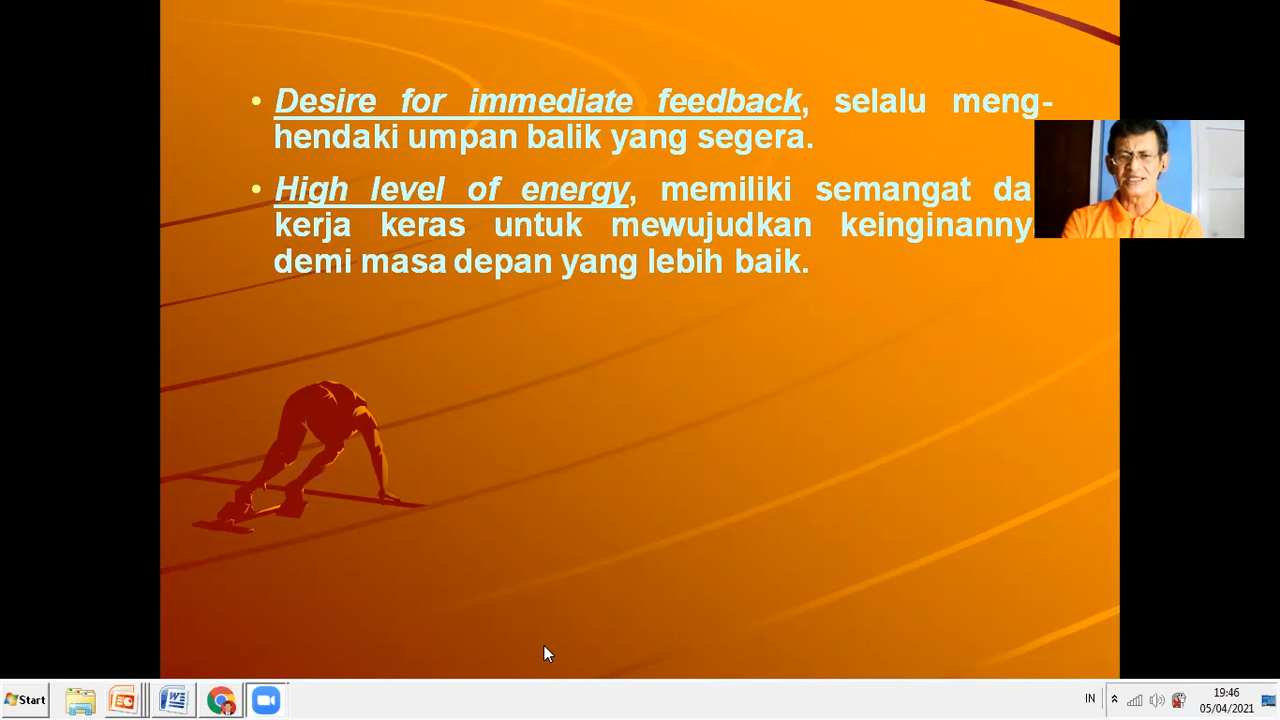 • Desire for immediate feedback, selalu meng-
hendaki umpan balik yang segera.
• High level of energy, memiliki semangat da
kerja keras untuk mewujudkan keinginanny
demi masa depan yang lebih baik.
Start
IN
19:46
05/04/2021